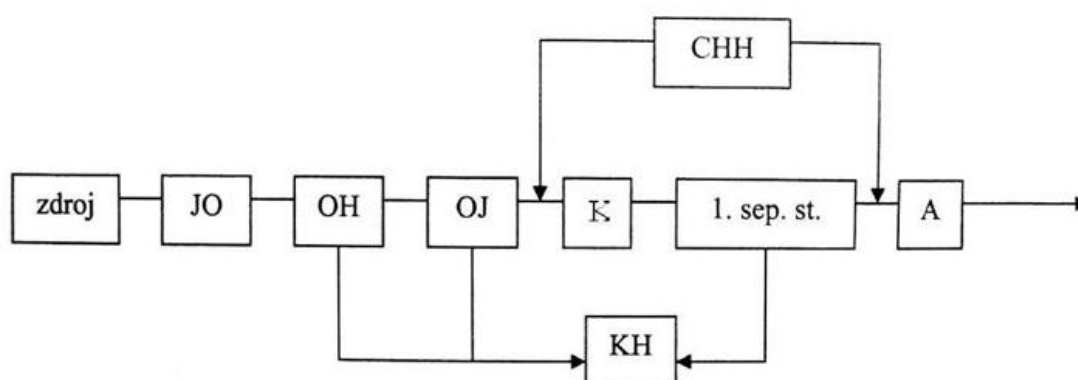 CHH
zdroj
JO
OH
OJ
K
1. sep. st.
A
KH